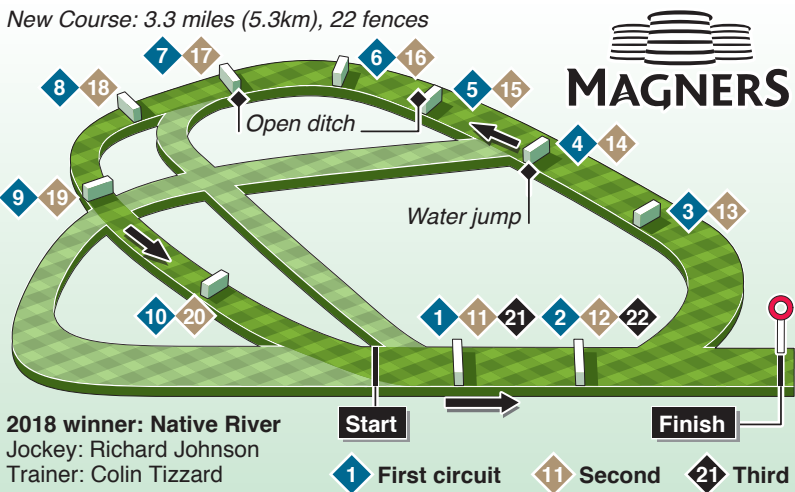 New Course: 3.3 miles (5.3km), 22 fences
MAGNERS
7 17
6 16
8 18
5 15
Open ditch
4 14
9 19
Water jump
3 13
10 20
1 11 21
2 12 22
Start
Finish
2018 winner: Native River
Jockey: Richard Johnson
Trainer: Colin Tizzard
1 First circuit 11 Second 21 Third